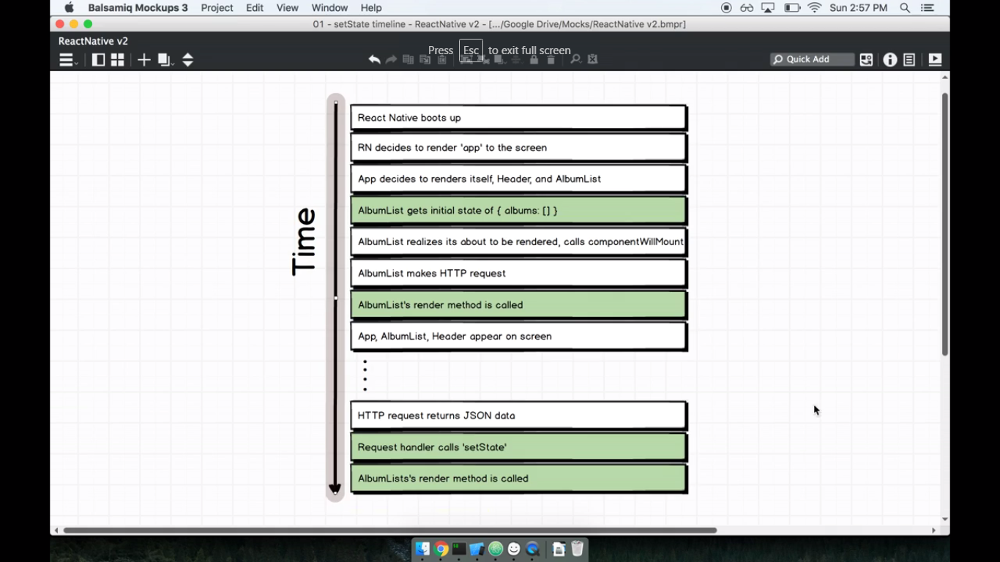 Balsamiq Mockups 3 Project Edit View Window Help Sun 2:57 PM
01 - setState timeline - ReactNative v2 - [.../Google Drive/Mocks/ReactNative v2.bmpr]
ReactNative v2
Press Esc to exit full screen
Quick Add
Time
React Native boots up
RN decides to render 'app' to the screen
App decides to renders itself, Header, and AlbumList
AlbumList gets initial state of { albums: [] }
AlbumList realizes its about to be rendered, calls componentWillMount
AlbumList makes HTTP request
AlbumList's render method is called
App, AlbumList, Header appear on screen
HTTP request returns JSON data
Request handler calls 'setState'
AlbumLists's render method is called